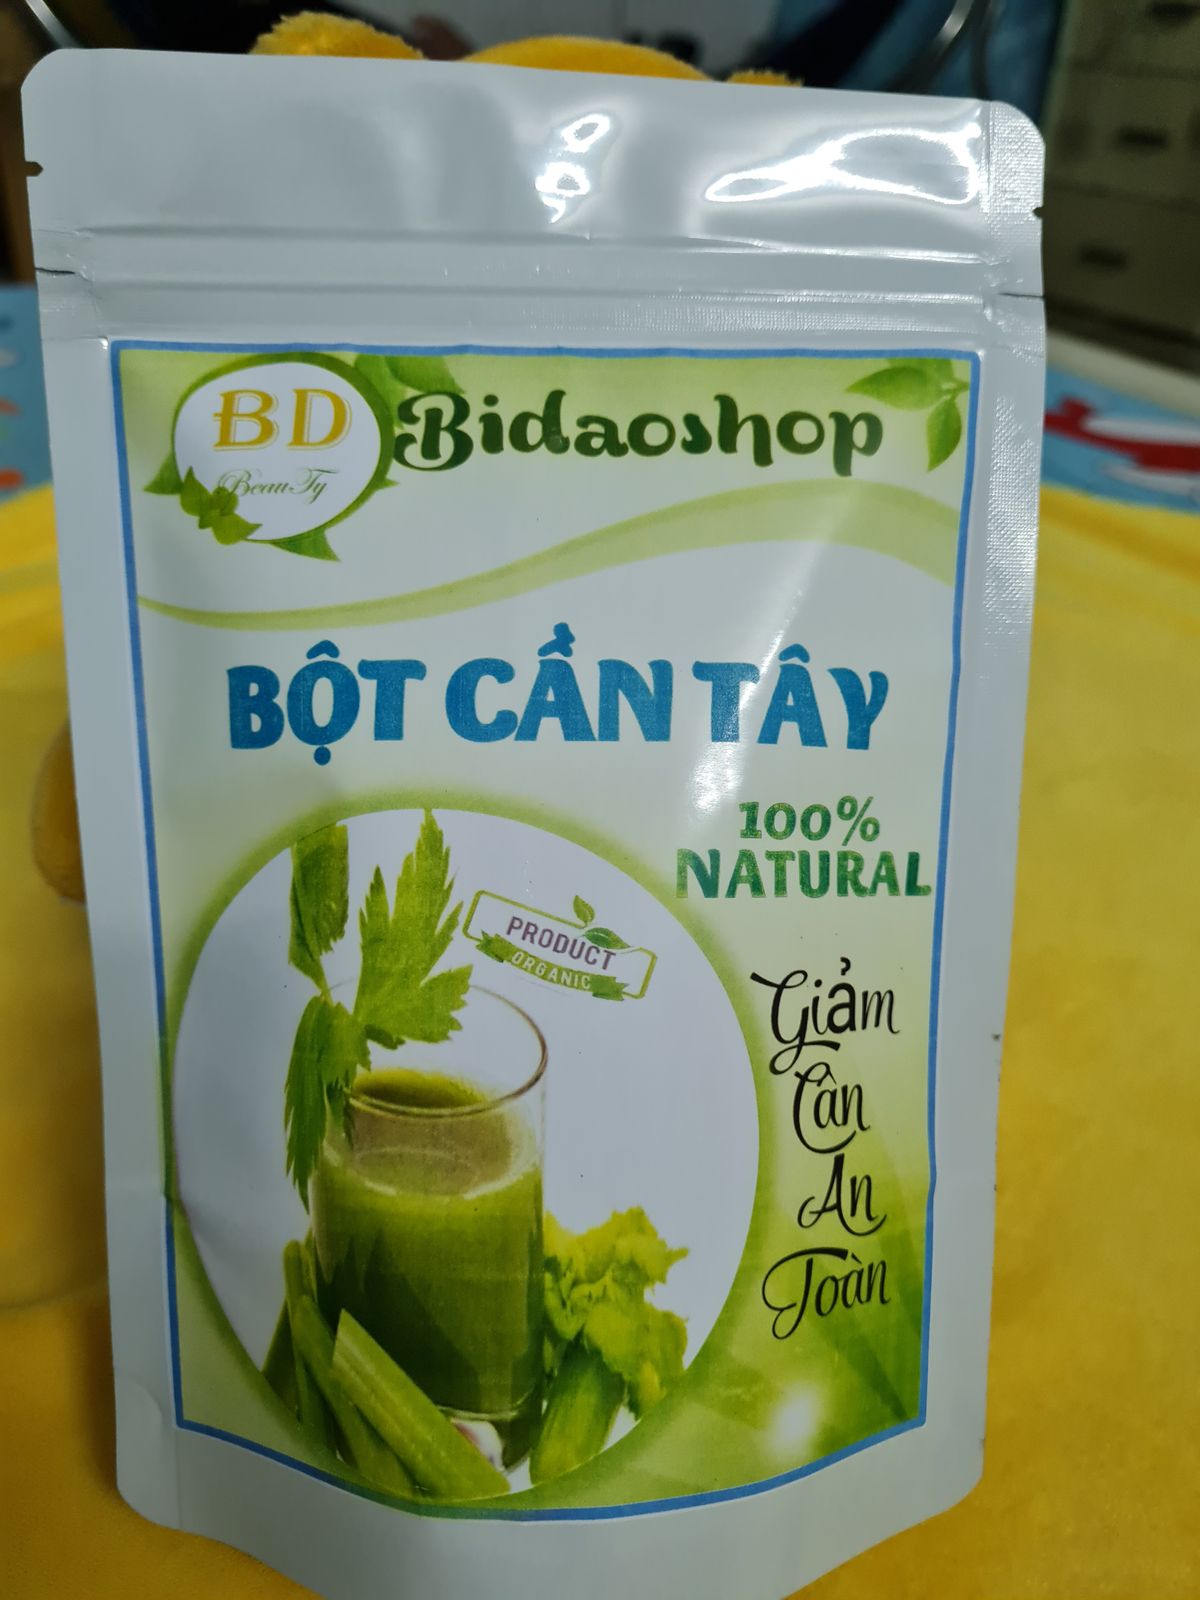 BD
BeauTy
Bidaoshop
BỘT CẦN TÂY
100%
NATURAL
PRODUCT
ORGANIC
Giảm
Cân
An
Toàn